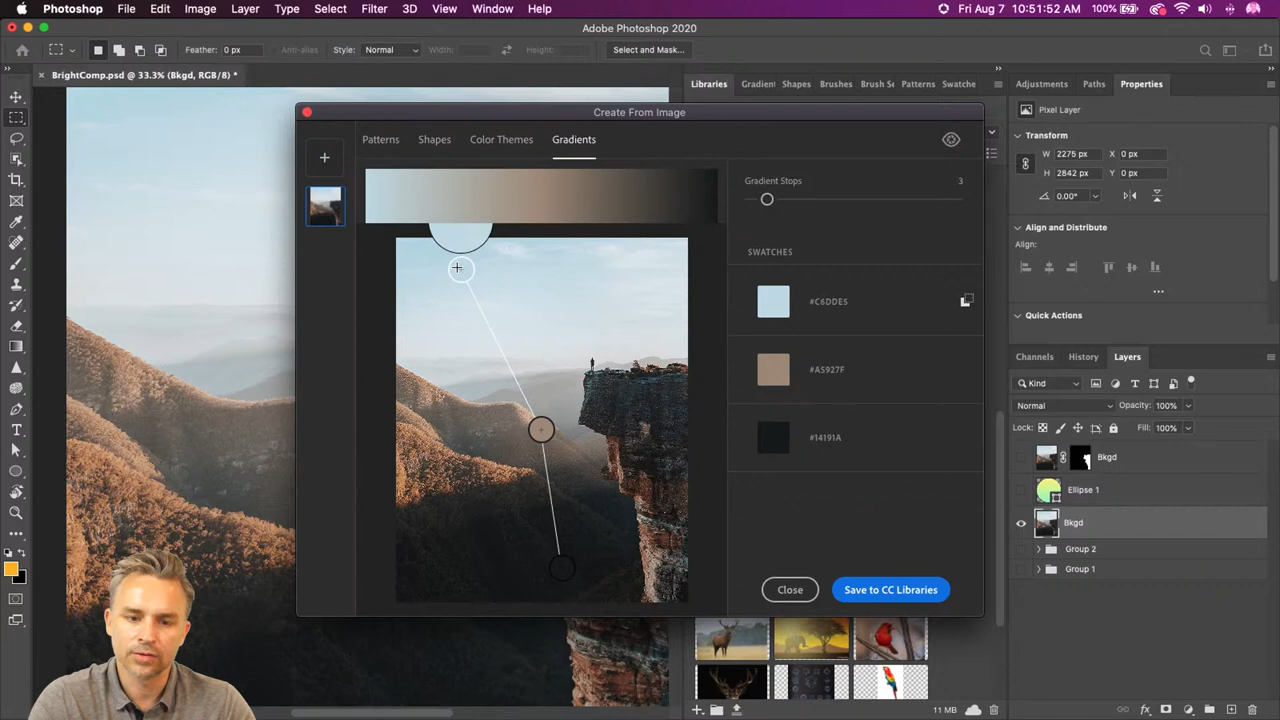 Photoshop File Edit Image Layer Type Select Filter 3D View Window Help 100% Fri Aug 7 10:51:52 AM
Adobe Photoshop 2020
Feather: 0 px Anti-alias Style: Normal Width: Height: Select and Mask...
BrightComp.psd @ 33.3% (Bkgd, RGB/8) *
Libraries Gradien Shapes Brushes Brush Se Patterns Swatche
Adjustments Paths Properties
Create From Image
Pixel Layer
Patterns Shapes Color Themes Gradients
Transform
W 2275 px X 0 px
H 2842 px Y 0 px
0.00°
Gradient Stops 3
Align and Distribute
Align:
SWATCHES
#C6DDE5
Quick Actions
#A5927F
#14191A
Channels History Layers
Kind
Normal Opacity: 100%
Lock: Fill: 100%
Bkgd
Ellipse 1
Bkgd
Group 2
Group 1
Close Save to CC Libraries
11 MB